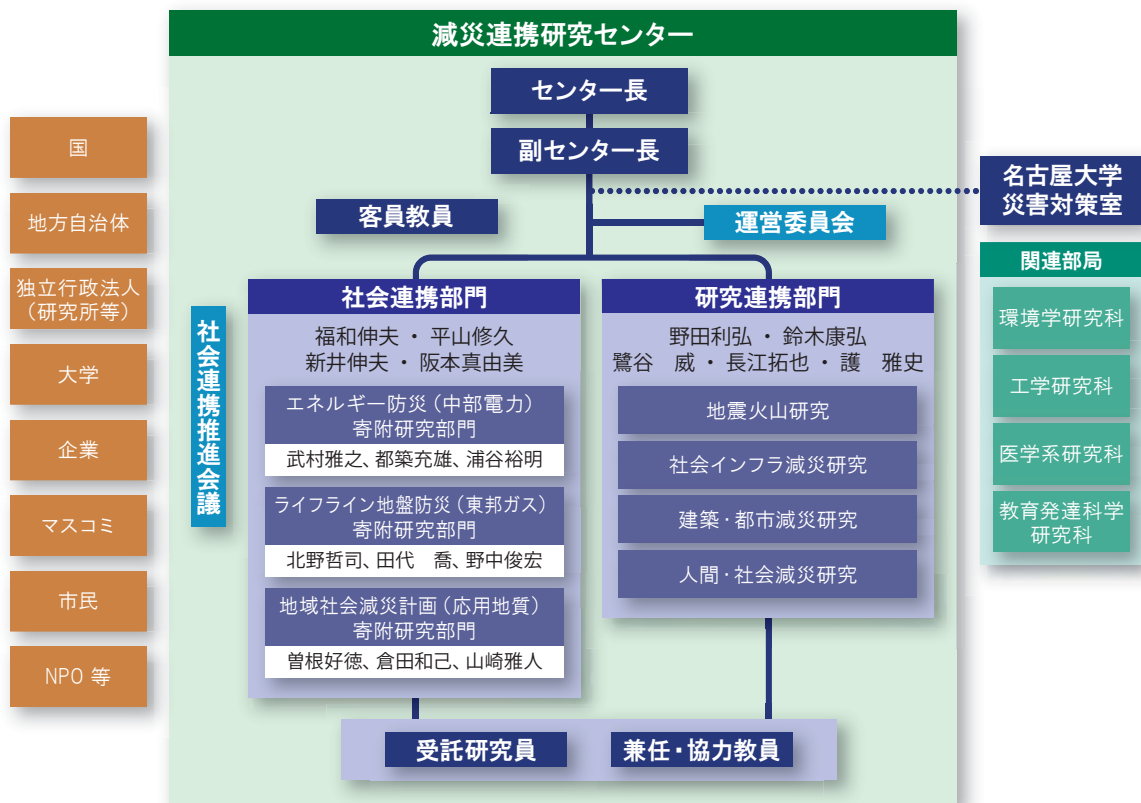 減災連携研究センター
センター長
副センター長
客員教員
運営委員会
名古屋大学
災害対策室
国
地方自治体
独立行政法人
（研究所等）
大学
企業
マスコミ
市民
NPO 等
社会連携推進会議
社会連携部門
福和伸夫 ・ 平山修久
新井伸夫 ・ 阪本真由美
エネルギー防災（中部電力）
寄附研究部門
武村雅之、都築充雄、浦谷裕明
ライフライン地盤防災（東邦ガス）
寄附研究部門
北野哲司、田代　喬、野中俊宏
地域社会減災計画（応用地質）
寄附研究部門
曽根好徳、倉田和己、山崎雅人
研究連携部門
野田利弘 ・ 鈴木康弘
鷺谷　威 ・ 長江拓也 ・ 護　雅史
地震火山研究
社会インフラ減災研究
建築・都市減災研究
人間・社会減災研究
受託研究員
兼任・協力教員
関連部局
環境学研究科
工学研究科
医学系研究科
教育発達科学
研究科